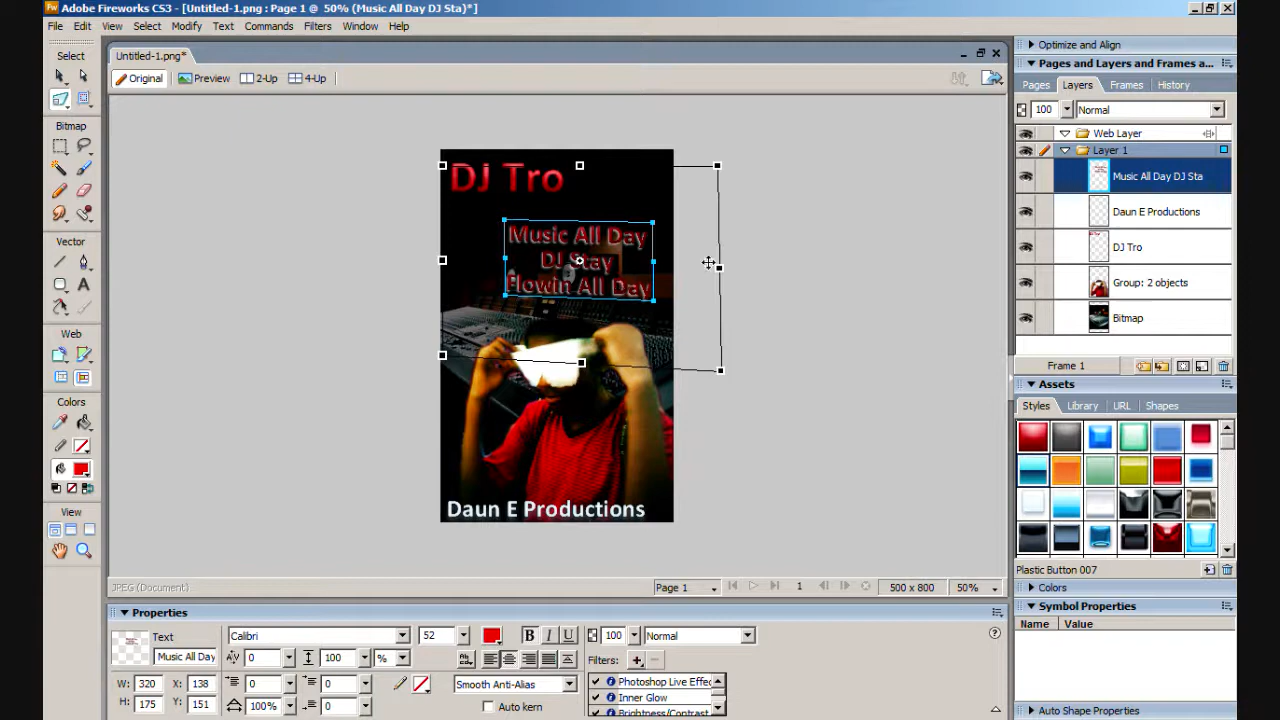 Adobe Fireworks CS3 - [Untitled-1.png : Page 1 @ 50% (Music All Day DJ Sta)*]
File Edit View Select Modify Text Commands Filters Window Help
Select
Untitled-1.png*
Optimize and Align
Pages and Layers and Frames a...
Original Preview 2-Up 4-Up
Pages Layers Frames History
100 Normal
Bitmap
Web Layer
Layer 1
DJ Tro
Music All Day DJ Sta
Daun E Productions
Music All Day
DJ Stay
Flowin All Day
Vector
DJ Tro
Group: 2 objects
Bitmap
Web
Frame 1
Assets
Colors
Styles Library URL Shapes
View
Daun E Productions
Plastic Button 007
JPEG (Document)
Page 1
1
500 x 800
50%
Colors
Properties
Symbol Properties
Name Value
Text
Music All Day
Calibri
52
B I U
100
Normal
0
100
%
Filters:
W: 320 X: 138
0
0
Smooth Anti-Alias
Photoshop Live Effec
Inner Glow
Brightness/Contrast
H: 175 Y: 151
100%
0
Auto kern
Auto Shape Properties